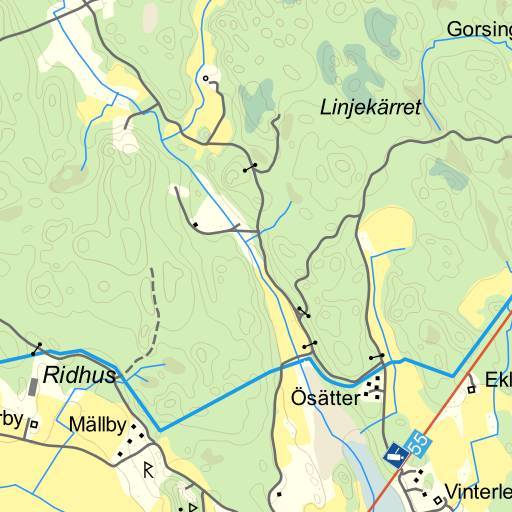 Gorsing
Linjekärret
Ridhus
Ekl
Ösätter
rby
Mällby
55
Vinterle
R